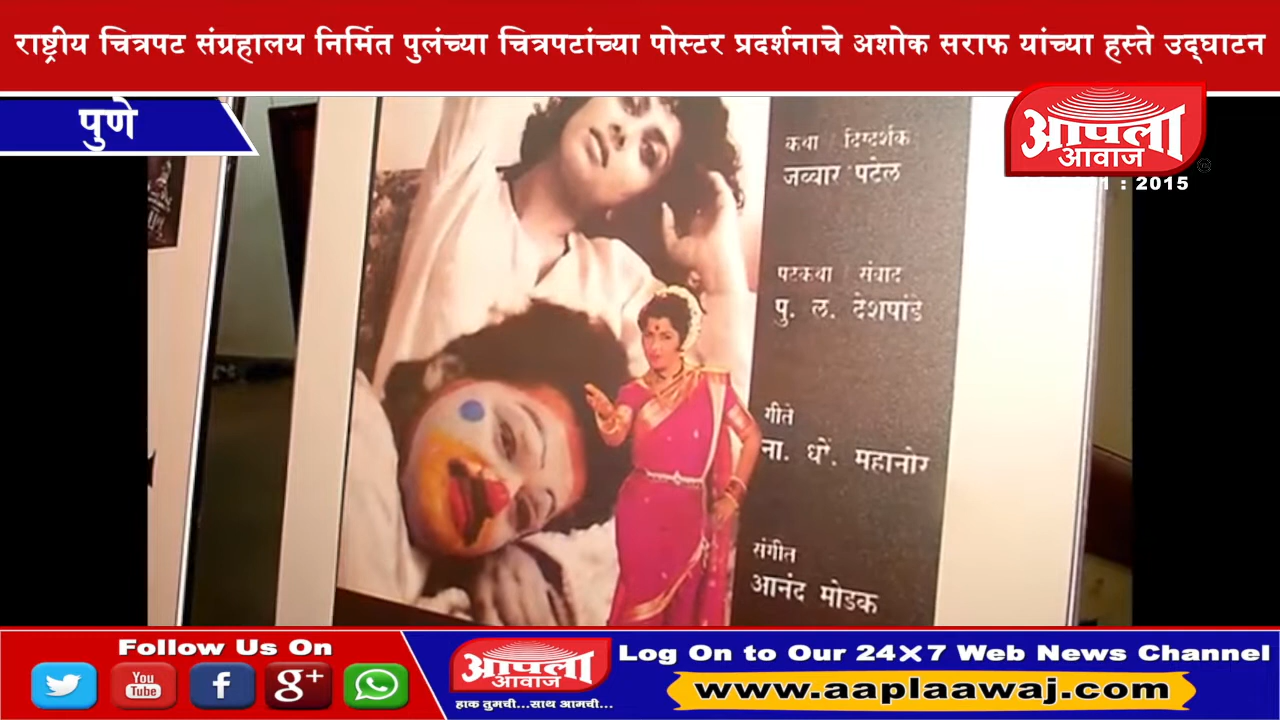 राष्ट्रीय चित्रपट संग्रहालय निर्मित पुलंच्या चित्रपटांच्या पोस्टर प्रदर्शनाचे अशोक सराफ यांच्या हस्ते उद्घाटन
पुणे
आपला
आवाज
1 : 2015
कथा दिग्दर्शक
जब्बार पटेल
पटकथा संवाद
पु. ल. देशपांडे
गीते
ना. धों. महानोर
संगीत
आनंद मोडक
Follow Us On
You
Tube
f
g+
आपला
आवाज
हाक तुमची...साथ आमची...
Log On to Our 24x7 Web News Channel
www.aaplaawaj.com